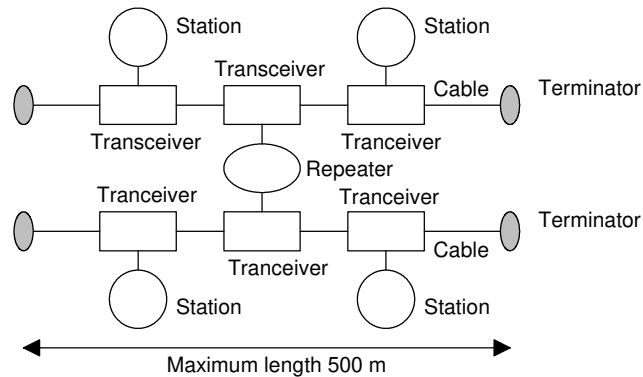 Station
Station
Transceiver
Cable
Terminator
Transceiver
Tranceiver
Repeater
Tranceiver
Tranceiver
Terminator
Tranceiver
Cable
Station
Station
Maximum length 500 m